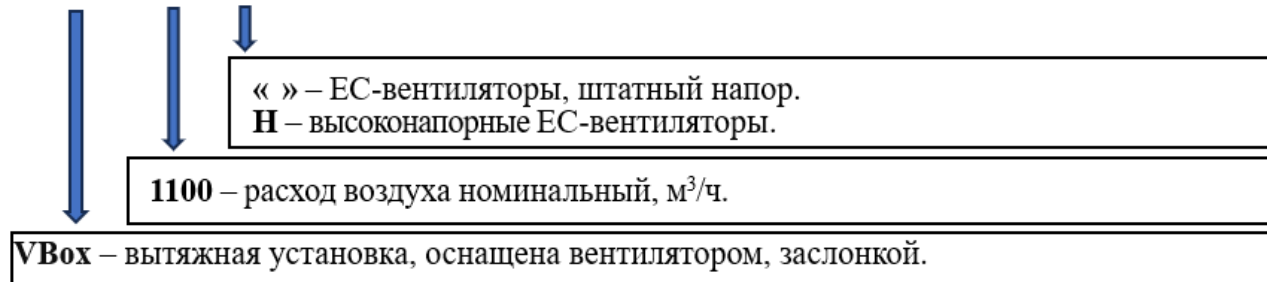 « » – ЕС-вентиляторы, штатный напор.
Н – высоконапорные ЕС-вентиляторы.
1100 – расход воздуха номинальный, м³/ч.
VBox – вытяжная установка, оснащена вентилятором, заслонкой.